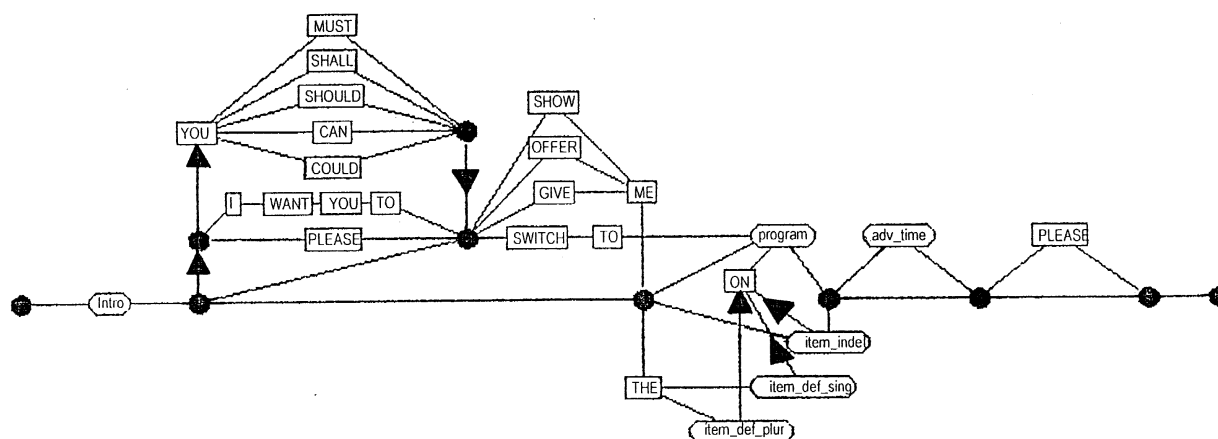 MUST
SHALL
SHOULD
YOU
CAN
COULD
SHOW
OFFER
GIVE
ME
I
WANT
YOU
TO
PLEASE
SWITCH
TO
program
adv_time
PLEASE
Intro
ON
item_indef
THE
item_def_sing
item_def_plur